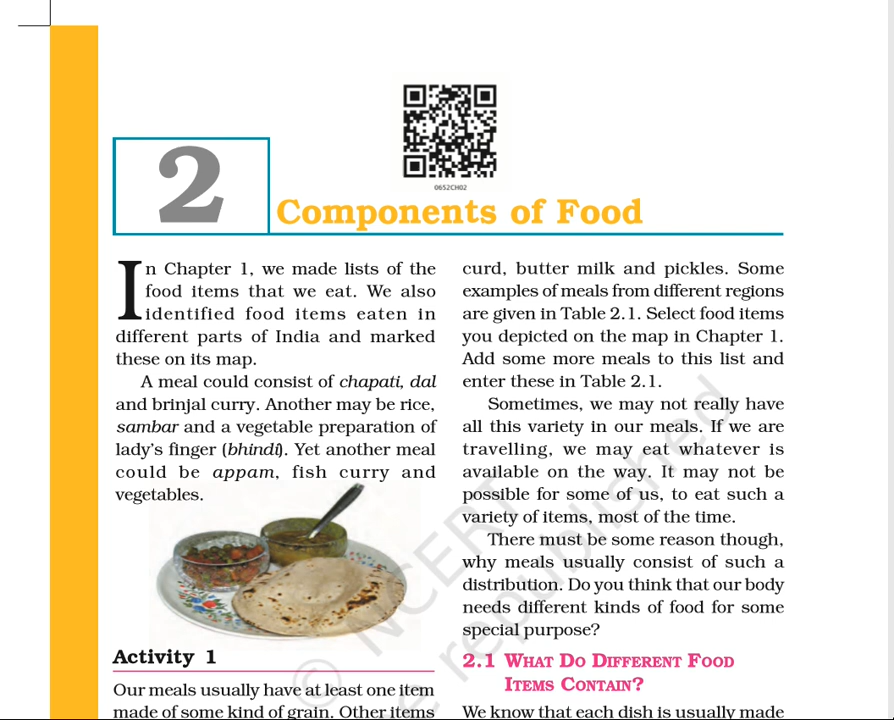 0652CH02
2
Components of Food
In Chapter 1, we made lists of the
food items that we eat. We also
identified food items eaten in
different parts of India and marked
these on its map.
A meal could consist of chapati, dal
and brinjal curry. Another may be rice,
sambar and a vegetable preparation of
lady's finger (bhindi). Yet another meal
could be appam, fish curry and
vegetables.
Activity 1
Our meals usually have at least one item
made of some kind of grain. Other items
curd, butter milk and pickles. Some
examples of meals from different regions
are given in Table 2.1. Select food items
you depicted on the map in Chapter 1.
Add some more meals to this list and
enter these in Table 2.1.
Sometimes, we may not really have
all this variety in our meals. If we are
travelling, we may eat whatever is
available on the way. It may not be
possible for some of us, to eat such a
variety of items, most of the time.
There must be some reason though,
why meals usually consist of such a
distribution. Do you think that our body
needs different kinds of food for some
special purpose?
2.1 What Do Different Food
Items Contain?
We know that each dish is usually made
© NCERT
be republished